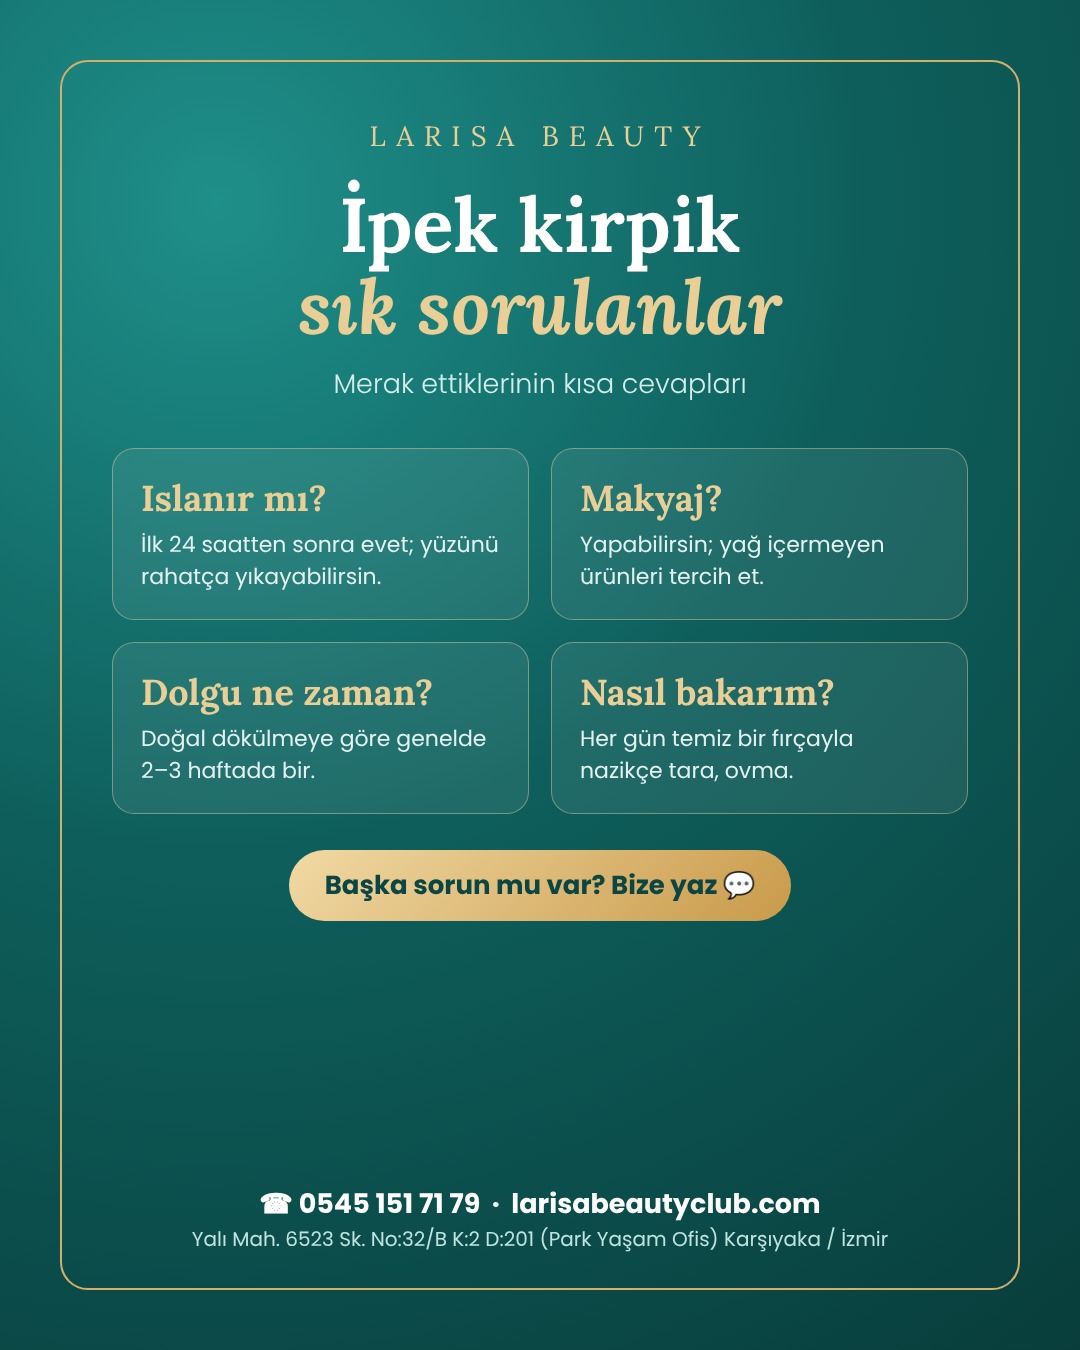 LARISA BEAUTY
İpek kirpik
sık sorulanlar
Merak ettiklerinin kısa cevapları
Islanır mı?
İlk 24 saatten sonra evet; yüzünü
rahatça yıkayabilirsin.
Makyaj?
Yapabilirsin; yağ içermeyen
ürünleri tercih et.
Dolgu ne zaman?
Doğal dökülmeye göre genelde
2–3 haftada bir.
Nasıl bakarım?
Her gün temiz bir fırçayla
nazikçe tara, ovma.
Başka sorun mu var? Bize yaz 💬
☎ 0545 151 71 79 · larisabeautyclub.com
Yalı Mah. 6523 Sk. No:32/B K:2 D:201 (Park Yaşam Ofis) Karşıyaka / İzmir